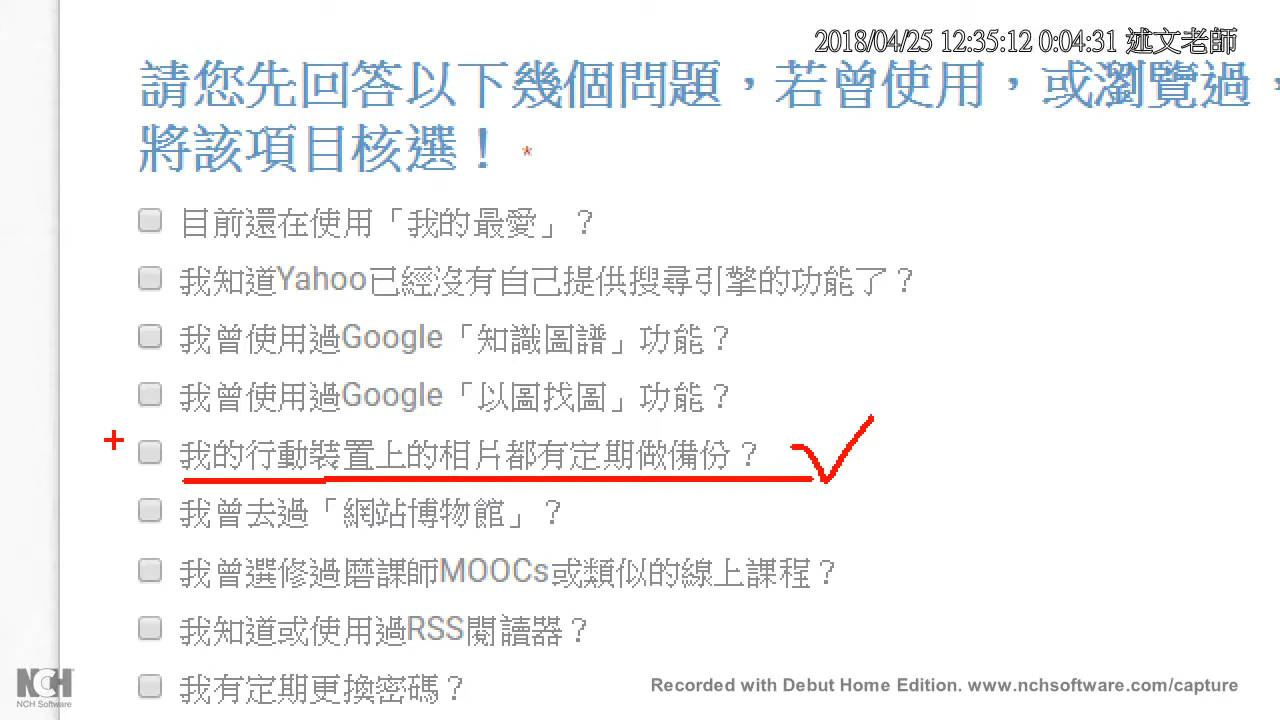 2018/04/25 12:35:12 0:04:31 述文老師
請您先回答以下幾個問題，若曾使用，或瀏覽過，
將該項目核選！ *
目前還在使用「我的最愛」？
我知道Yahoo已經沒有自己提供搜尋引擎的功能了？
我曾使用過Google「知識圖譜」功能？
我曾使用過Google「以圖找圖」功能？
我的行動裝置上的相片都有定期做備份？
我曾去過「網站博物館」？
我曾選修過磨課師MOOCs或類似的線上課程？
我知道或使用過RSS閱讀器？
我有定期更換密碼？
NCH
NCH Software
Recorded with Debut Home Edition. www.nchsoftware.com/capture